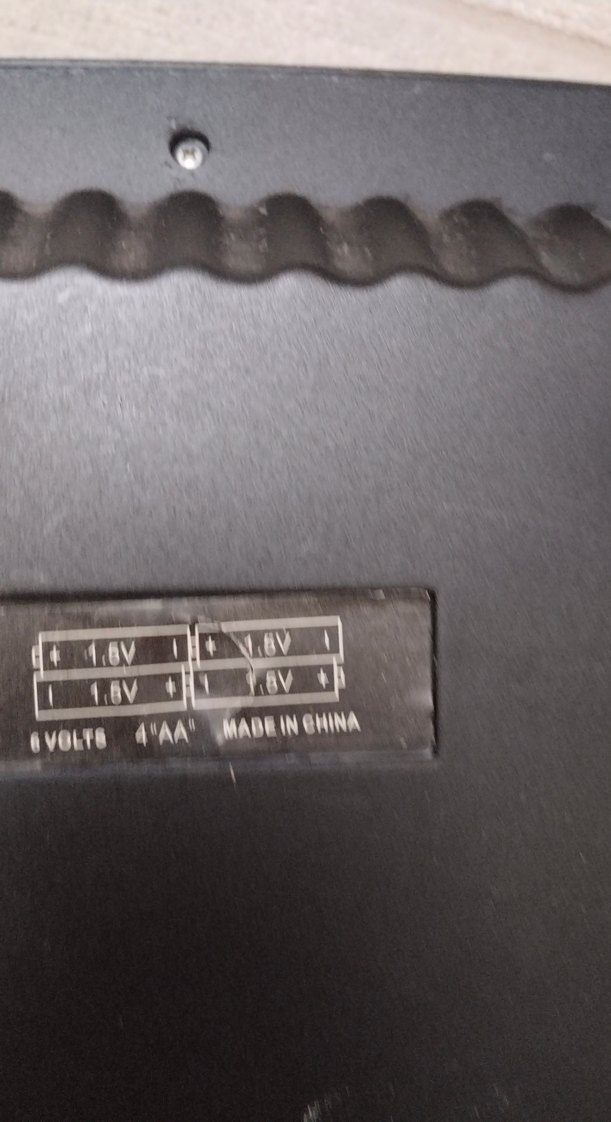 + 1.5V - + 1.5V -
- 1.5V + - 1.5V +
6 VOLTS 4"AA" MADE IN CHINA